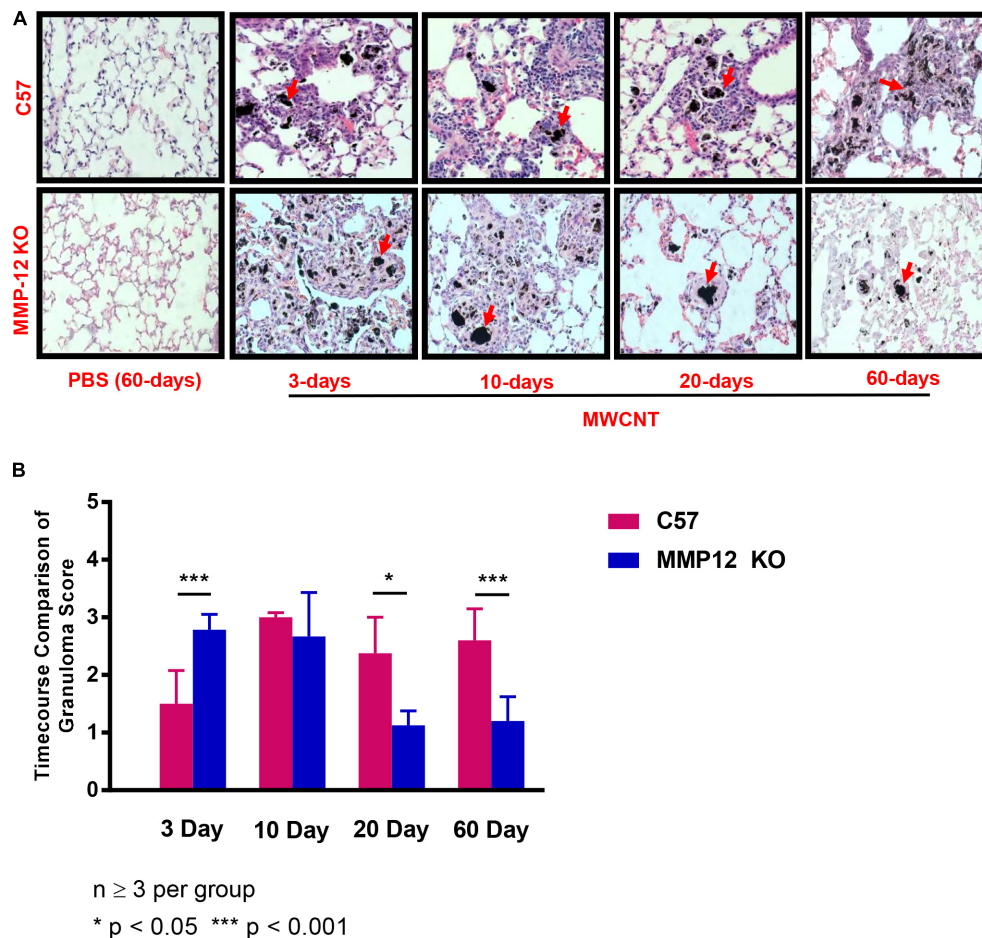 A
C57
MMP-12 KO
PBS (60-days)
3-days
10-days
20-days
60-days
MWCNT
B
Timecourse Comparison of
Granuloma Score
5
4
3
2
1
0
***
*
***
C57
MMP12 KO
3 Day
10 Day
20 Day
60 Day
n ≥ 3 per group
* p < 0.05 *** p < 0.001